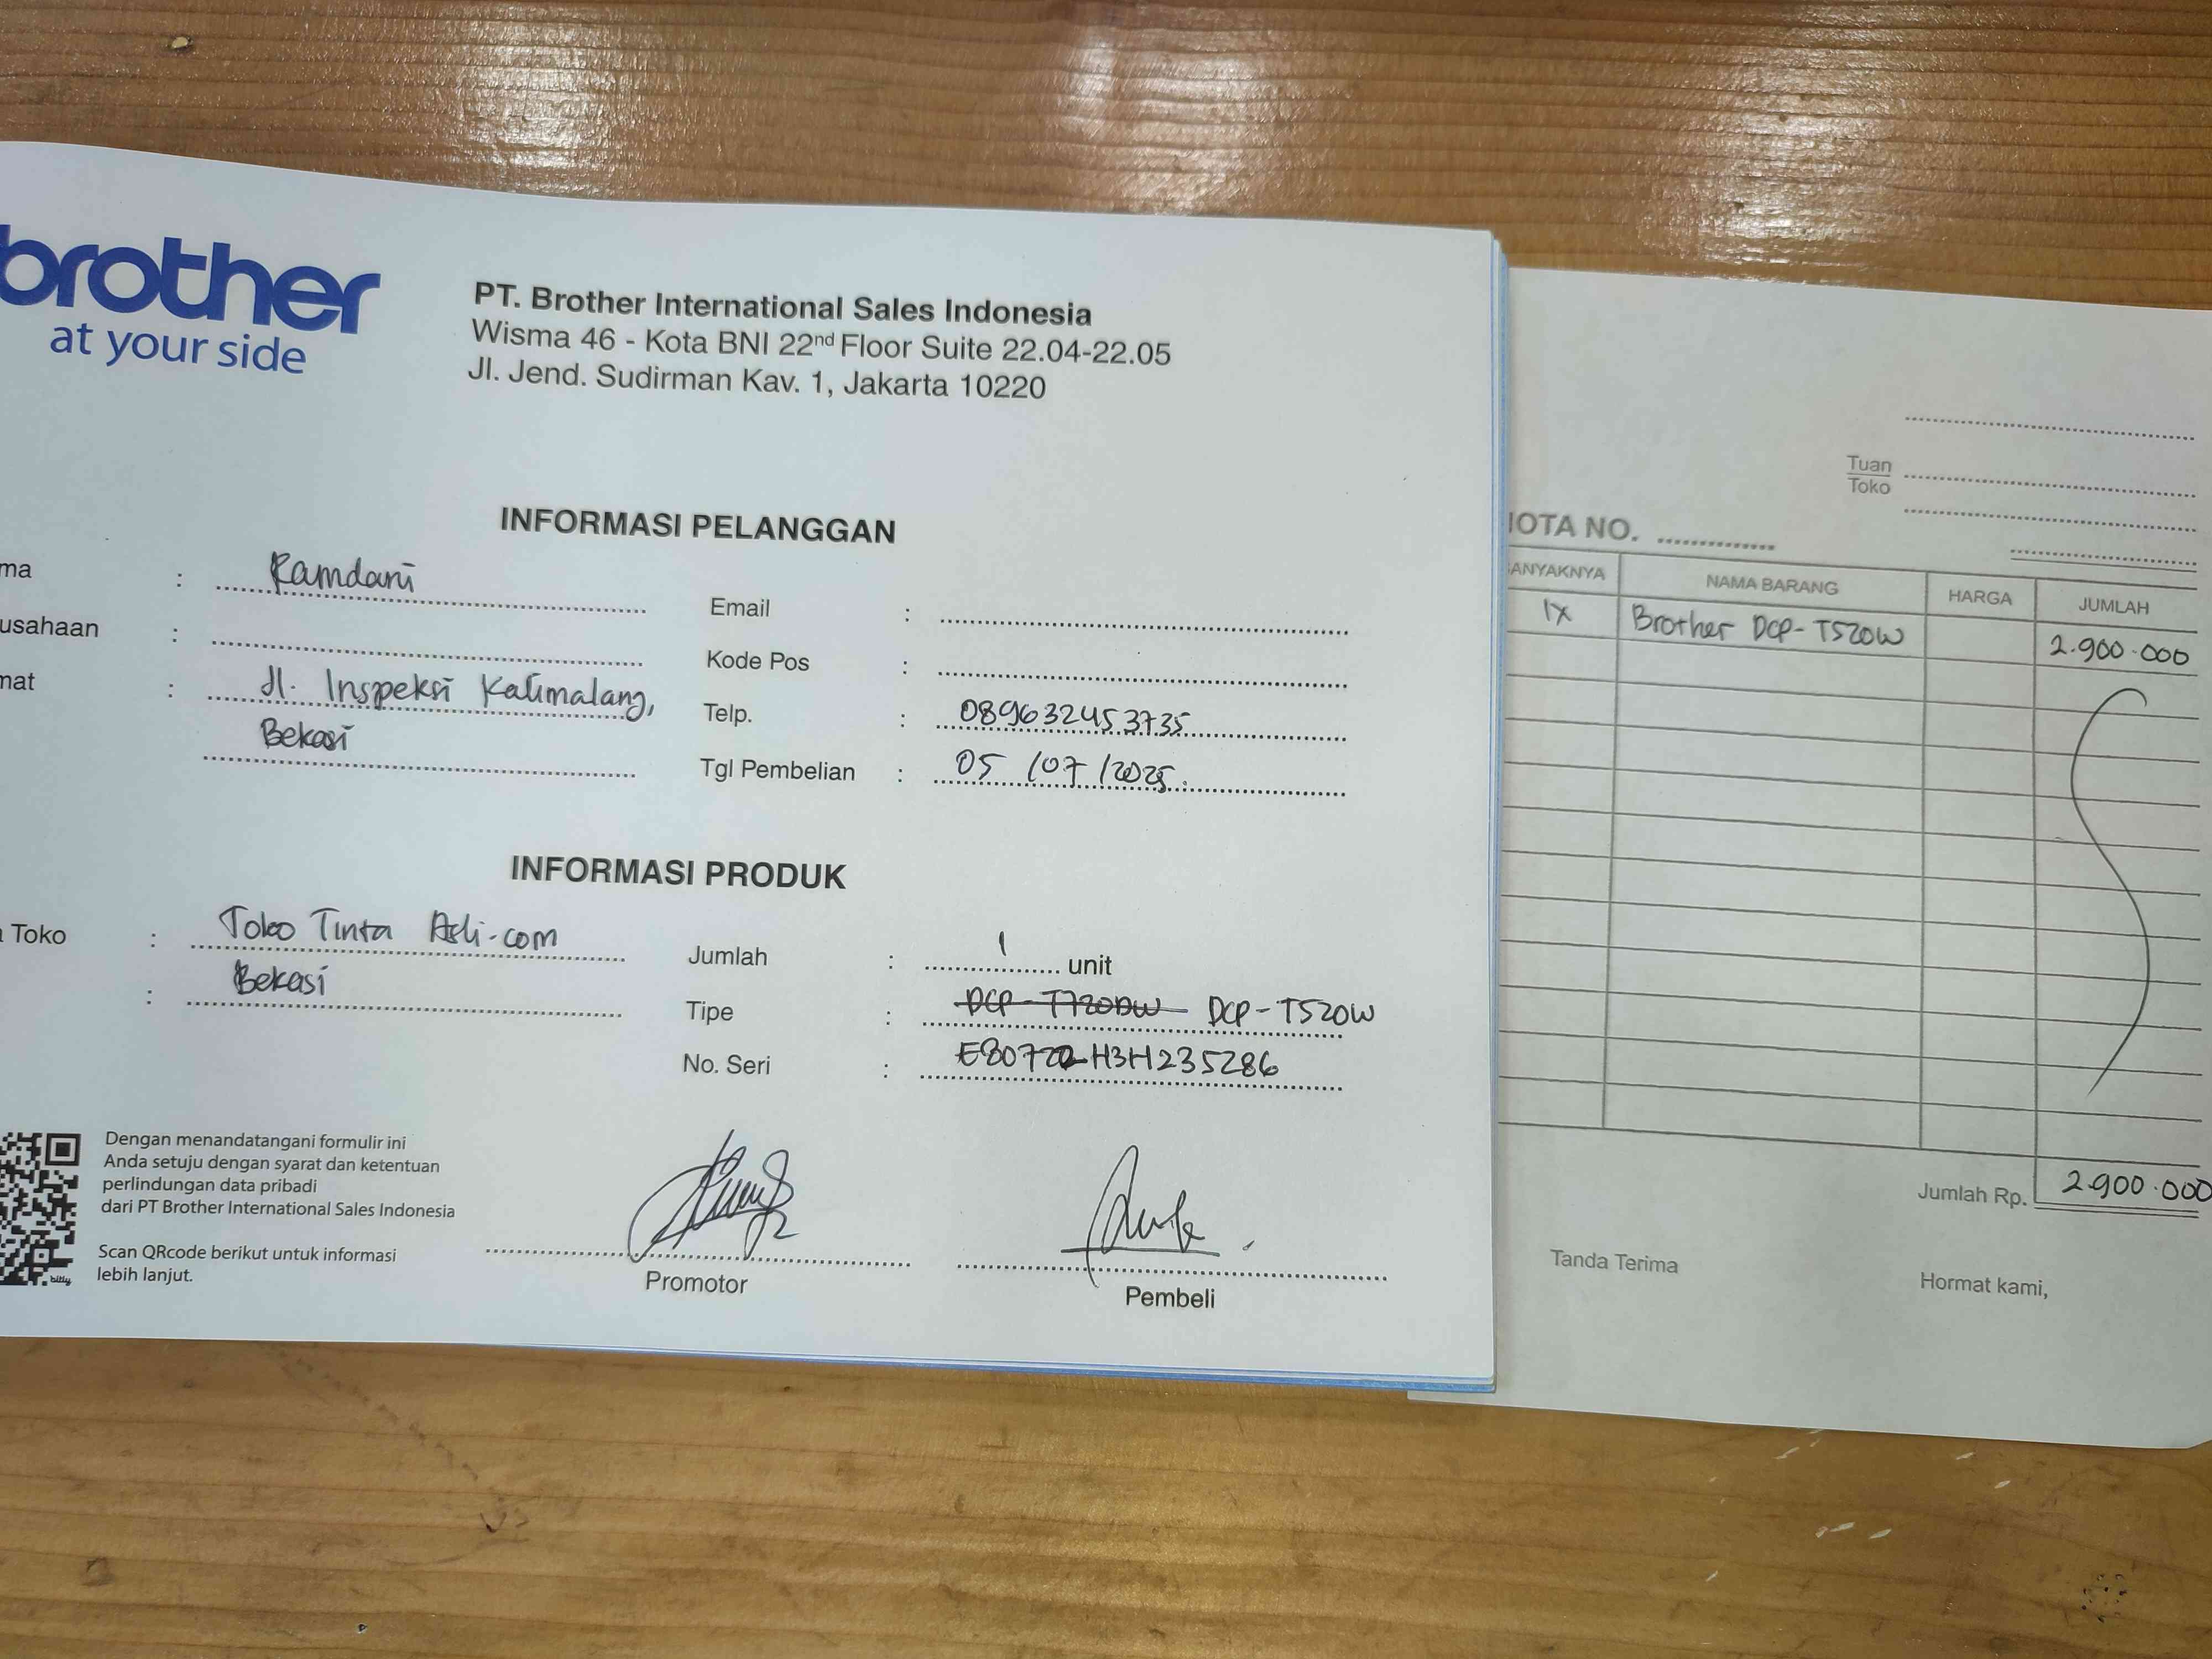 brother
at your side
PT. Brother International Sales Indonesia
Wisma 46 - Kota BNI 22nd Floor Suite 22.04-22.05
Jl. Jend. Sudirman Kav. 1, Jakarta 10220
INFORMASI PELANGGAN
ma : Ramdani
usahaan :
mat : Jl. Inspeksi Kalimalang,
Bekasi
Email :
Kode Pos :
Telp. : 089632453735
Tgl Pembelian : 05 /07 /2025.
INFORMASI PRODUK
Toko : Toko Tinta Asli.com
: Bekasi
Jumlah : 1 unit
Tipe : DCP-T720DW DCP-T520W
No. Seri :
Dengan menandatangani formulir ini
Anda setuju dengan syarat dan ketentuan
perlindungan data pribadi
dari PT Brother International Sales Indonesia
Scan QRcode berikut untuk informasi
lebih lanjut.
bitly
Promotor
Pembeli
Tuan
Toko
OTA NO.
ANYAKNYA NAMA BARANG HARGA JUMLAH
1X Brother DCP-T520W 2.900.000
Jumlah Rp. 2.900.000
Tanda Terima
Hormat kami,